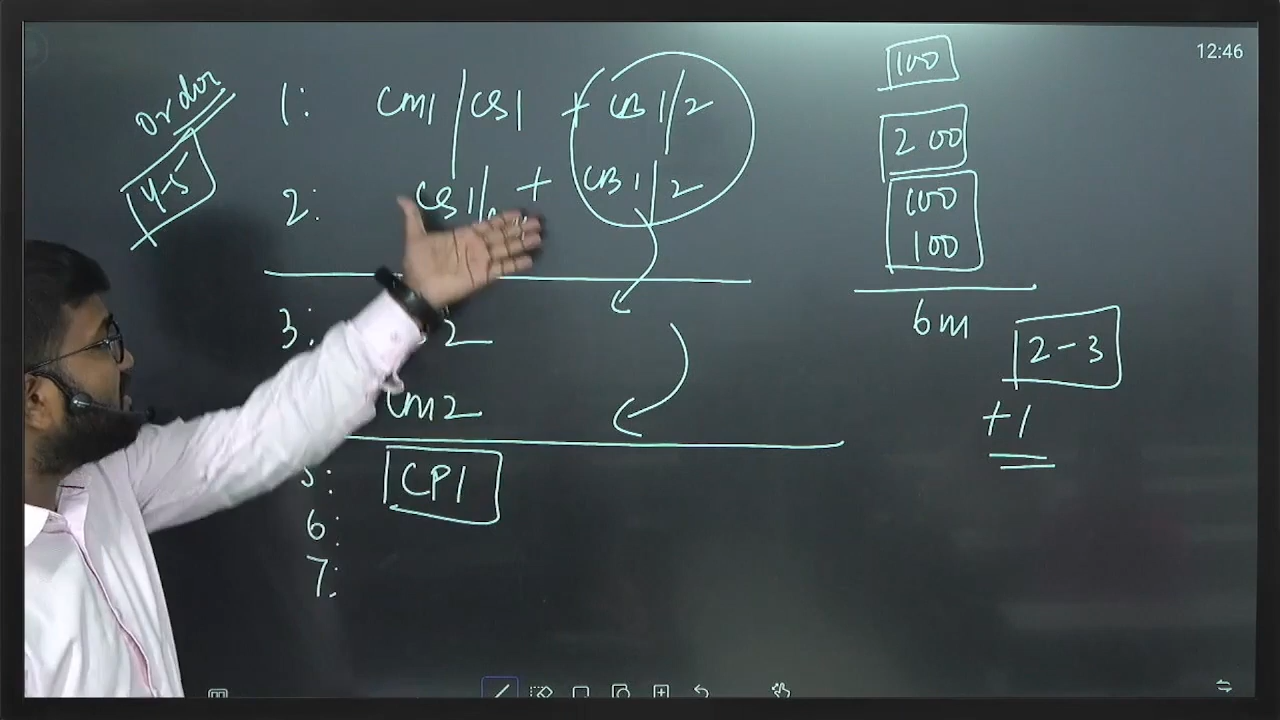 12:46
order
4-5
1: CM1 / CS1 + CB1/2
2: CS1/ + CB1/2
3: 2
CM2
5: CP1
6:
7:
100
200
100
100
6m
2-3
+1